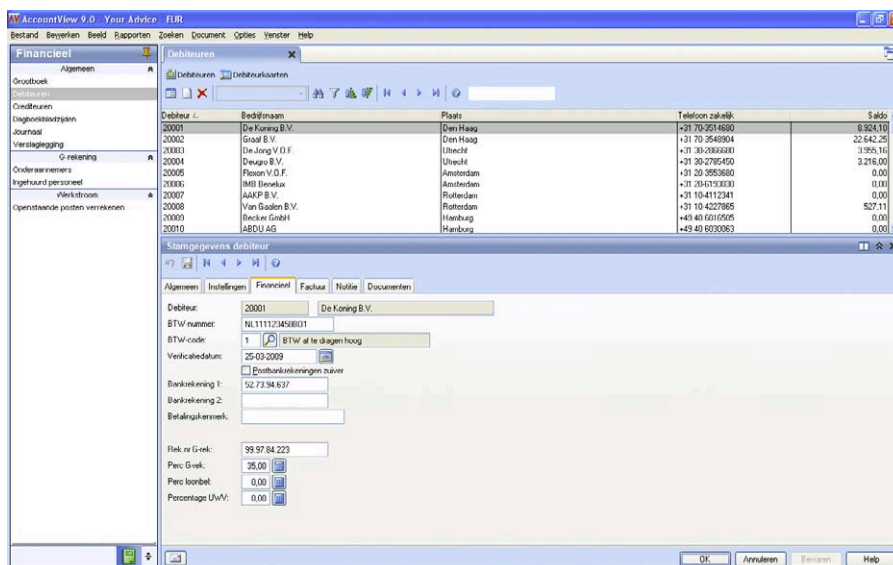 AccountView 9.0 - Your Advice - EUR
Bestand Bewerken Beeld Rapporten Zoeken Document Opties Venster Help
Financieel
Debiteuren
Algemeen
Grootboek
Debiteuren
Crediteuren
Dagboekbladzijden
Journaal
Verslaglegging
G-rekening
Onderaannemers
Ingehuurd personeel
Werkstroom
Openstaande posten verrekenen
Debiteuren Debiteurkaarten
Debiteur Bedrijfsnaam Plaats Telefoon zakelijk Saldo
20001 De Koning B.V. Den Haag +31 70-3514680 8.924,10
20002 Graaf B.V. Den Haag +31 70-3548904 22.642,25
20003 De Jong V.O.F. Utrecht +31 30-2866680 3.955,16
20004 Deugro B.V. Utrecht +31 30-2785450 3.216,00
20005 Flexon V.O.F. Amsterdam +31 20-3553680 0,00
20006 IMB Benelux Amsterdam +31 20-6193030 0,00
20007 AAKP B.V. Rotterdam +31 10-4112341 0,00
20008 Van Gaalen B.V. Rotterdam +31 10-4227865 527,11
20009 Becker GmbH Hamburg +49 40 6016505 0,00
20010 ABDU AG Hamburg +49 40 6030063 0,00
Stamgegevens debiteur
Algemeen Instellingen Financieel Factuur Notitie Documenten
Debiteur: 20001 De Koning B.V.
BTW-nummer: NL111123450B01
BTW-code: 1 BTW af te dragen hoog
Verificatiedatum: 25-03-2009
Postbankrekeningen zuiver
Bankrekening 1: 52.73.94.637
Bankrekening 2:
Betalingskenmerk:
Rek.nr G-rek: 99.97.84.223
Perc G-rek: 35,00
Perc loonbel: 0,00
Percentage UWV: 0,00
OK Annuleren Bewaren Help